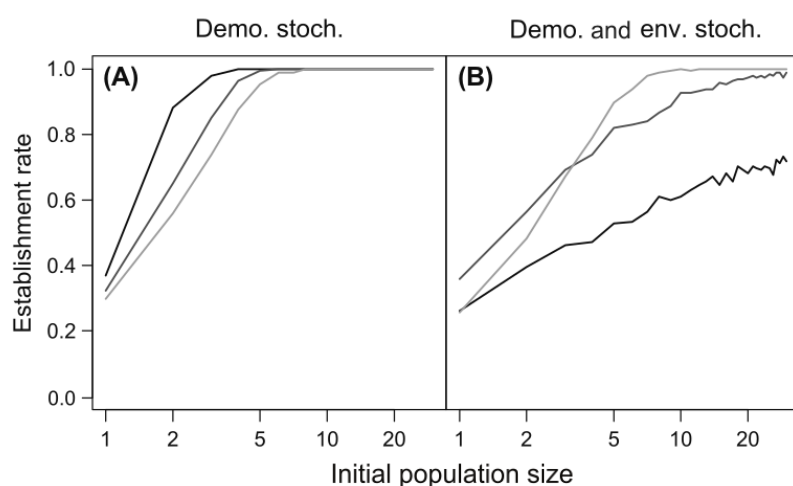 Demo. stoch.
Demo. and env. stoch.
(A)
(B)
Establishment rate
1.0
0.8
0.6
0.4
0.2
0.0
1 2 5 10 20
1 2 5 10 20
Initial population size